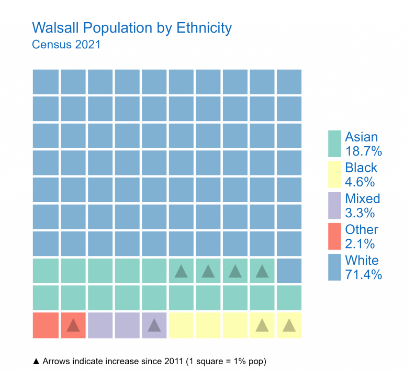 Walsall Population by Ethnicity
Census 2021
Asian
18.7%
Black
4.6%
Mixed
3.3%
Other
2.1%
White
71.4%
▲ Arrows indicate increase since 2011 (1 square = 1% pop)